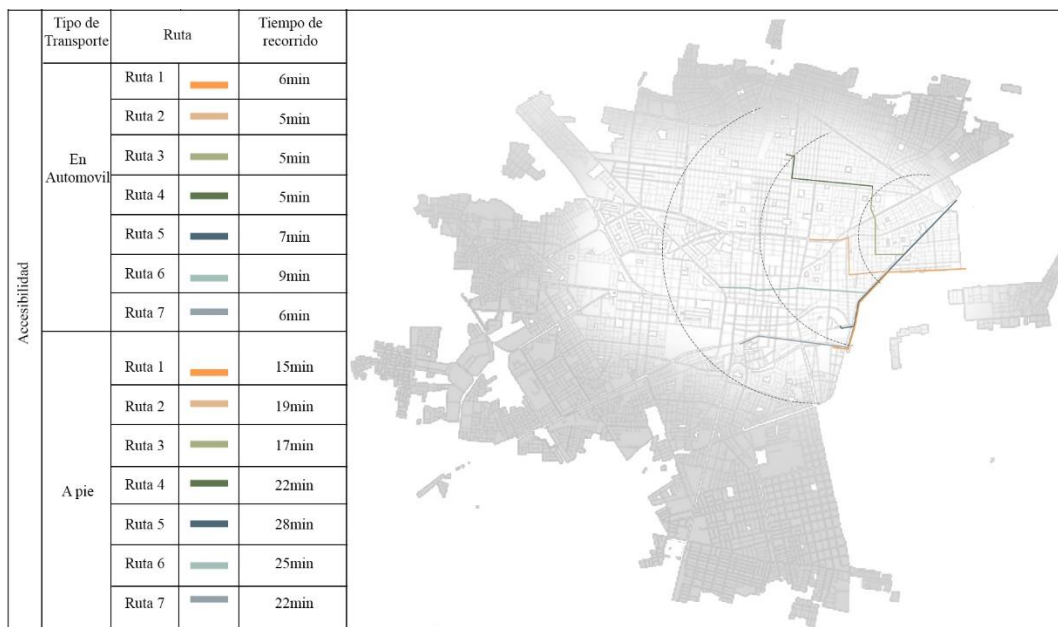 Tipo de
Transporte
Ruta
Tiempo de
recorrido
Accesibilidad
En
Automovil
Ruta 1
6min
Ruta 2
5min
Ruta 3
5min
Ruta 4
5min
Ruta 5
7min
Ruta 6
9min
Ruta 7
6min
A pie
Ruta 1
15min
Ruta 2
19min
Ruta 3
17min
Ruta 4
22min
Ruta 5
28min
Ruta 6
25min
Ruta 7
22min